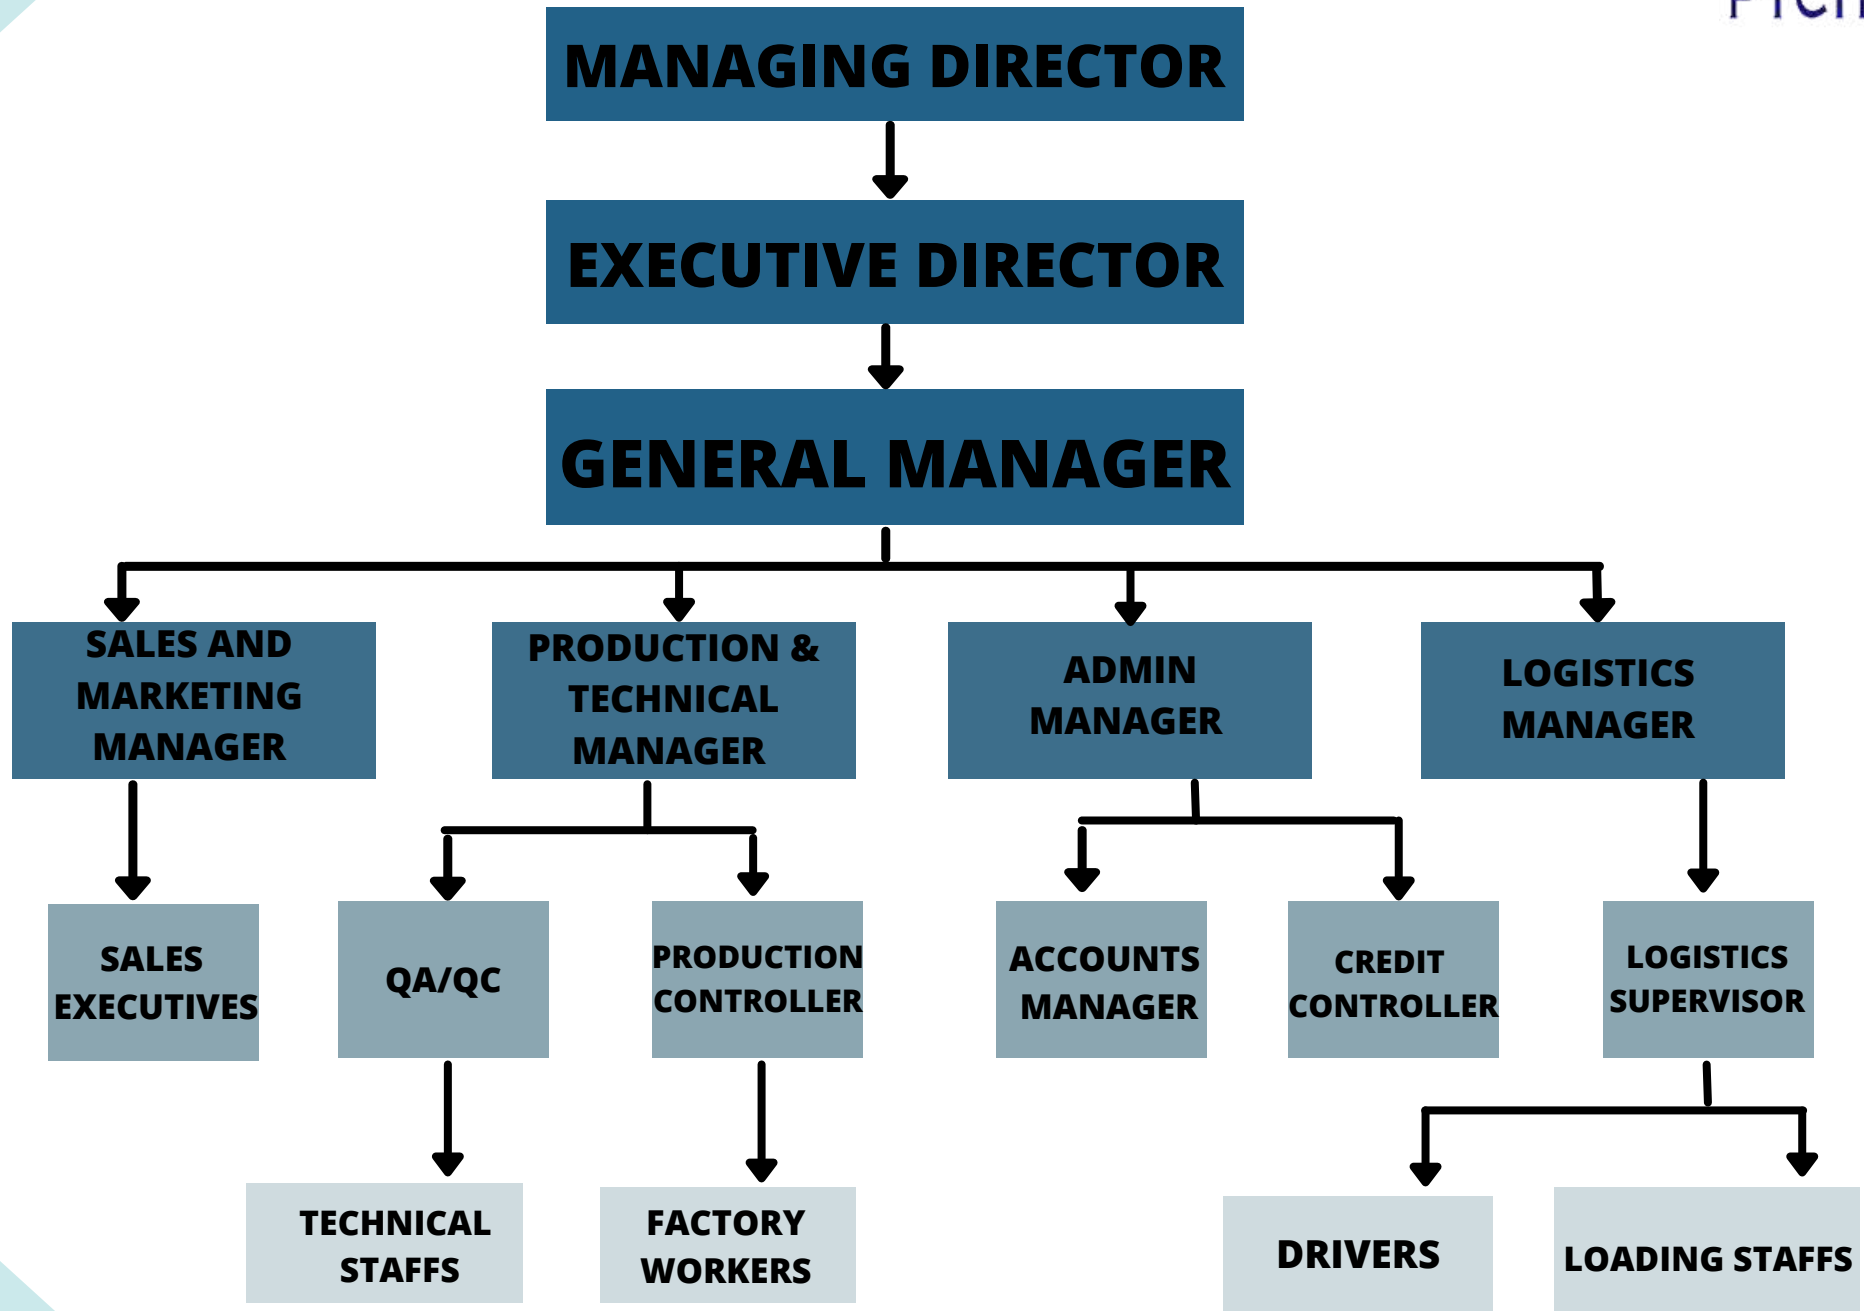 MANAGING DIRECTOR
EXECUTIVE DIRECTOR
GENERAL MANAGER
SALES AND
MARKETING
MANAGER
PRODUCTION &
TECHNICAL
MANAGER
ADMIN
MANAGER
LOGISTICS
MANAGER
SALES
EXECUTIVES
QA/QC
PRODUCTION
CONTROLLER
ACCOUNTS
MANAGER
CREDIT
CONTROLLER
LOGISTICS
SUPERVISOR
TECHNICAL
STAFFS
FACTORY
WORKERS
DRIVERS
LOADING STAFFS